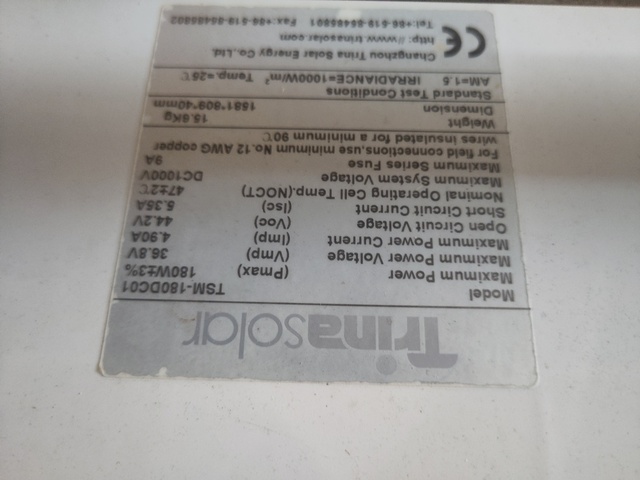 Trinasolar
Model TSM-180DC01
Maximum Power (Pmax) 180W±3%
Maximum Power Voltage (Vmp) 36.8V
Maximum Power Current (Imp) 4.90A
Open Circuit Voltage (Voc) 44.2V
Short Circuit Current (Isc) 5.35A
Nominal Operating Cell Temp.(NOCT) 47±2℃
Maximum System Voltage DC1000V
Maximum Series Fuse 9A
For field connections,use minimum No.12 AWG copper
wires insulated for a minimum 90℃
Weight 15.6Kg
Dimension 1581*809*40mm
Standard Test Conditions
AM=1.5 IRRADIANCE=1000W/m² Temp.=25℃
Changzhou Trina Solar Energy Co.,Ltd.
http://www.trinasolar.com
Tel:+86-519-85485801 Fax:+86-519-85485802
CE